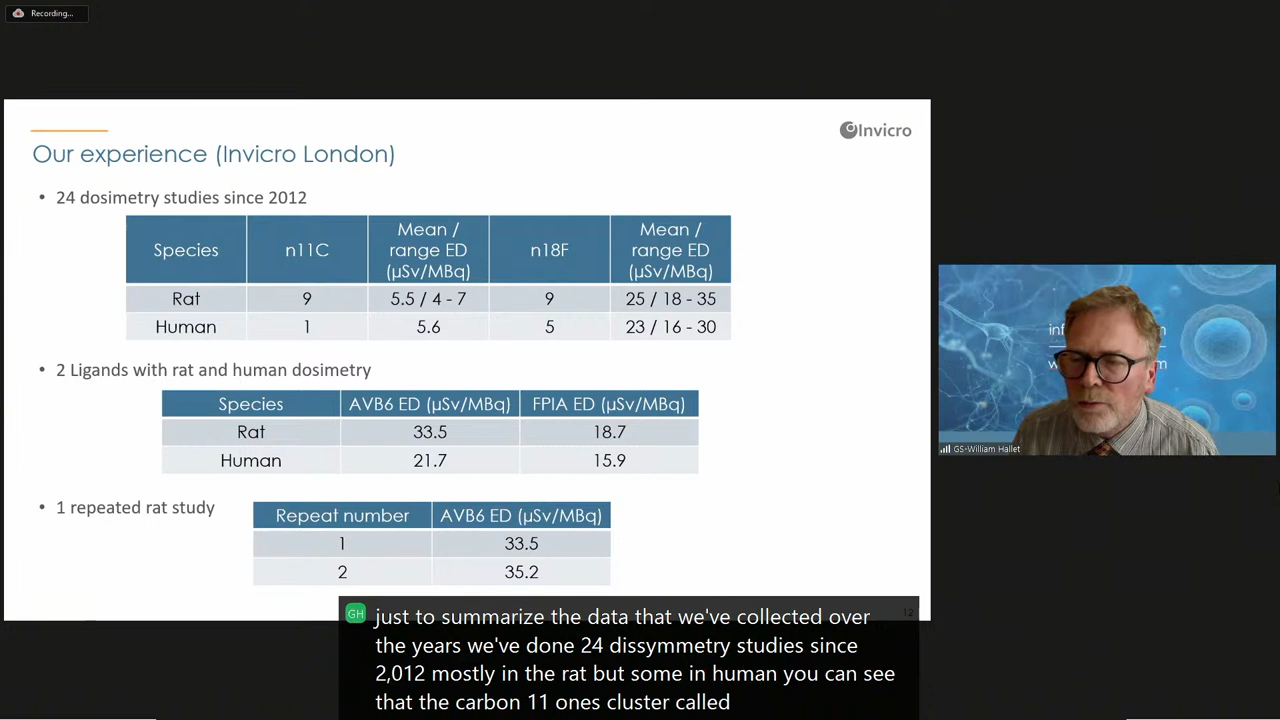 Recording...
Invicro
Our experience (Invicro London)
• 24 dosimetry studies since 2012
Species n11C Mean / range ED (µSv/MBq) n18F Mean / range ED (µSv/MBq)
Rat 9 5.5 / 4 - 7 9 25 / 18 - 35
Human 1 5.6 5 23 / 16 - 30
• 2 Ligands with rat and human dosimetry
Species AVB6 ED (µSv/MBq) FPIA ED (µSv/MBq)
Rat 33.5 18.7
Human 21.7 15.9
• 1 repeated rat study
Repeat number AVB6 ED (µSv/MBq)
1 33.5
2 35.2
12
GS-William Hallet
GH
just to summarize the data that we've collected over
the years we've done 24 dissymmetry studies since
2,012 mostly in the rat but some in human you can see
that the carbon 11 ones cluster called